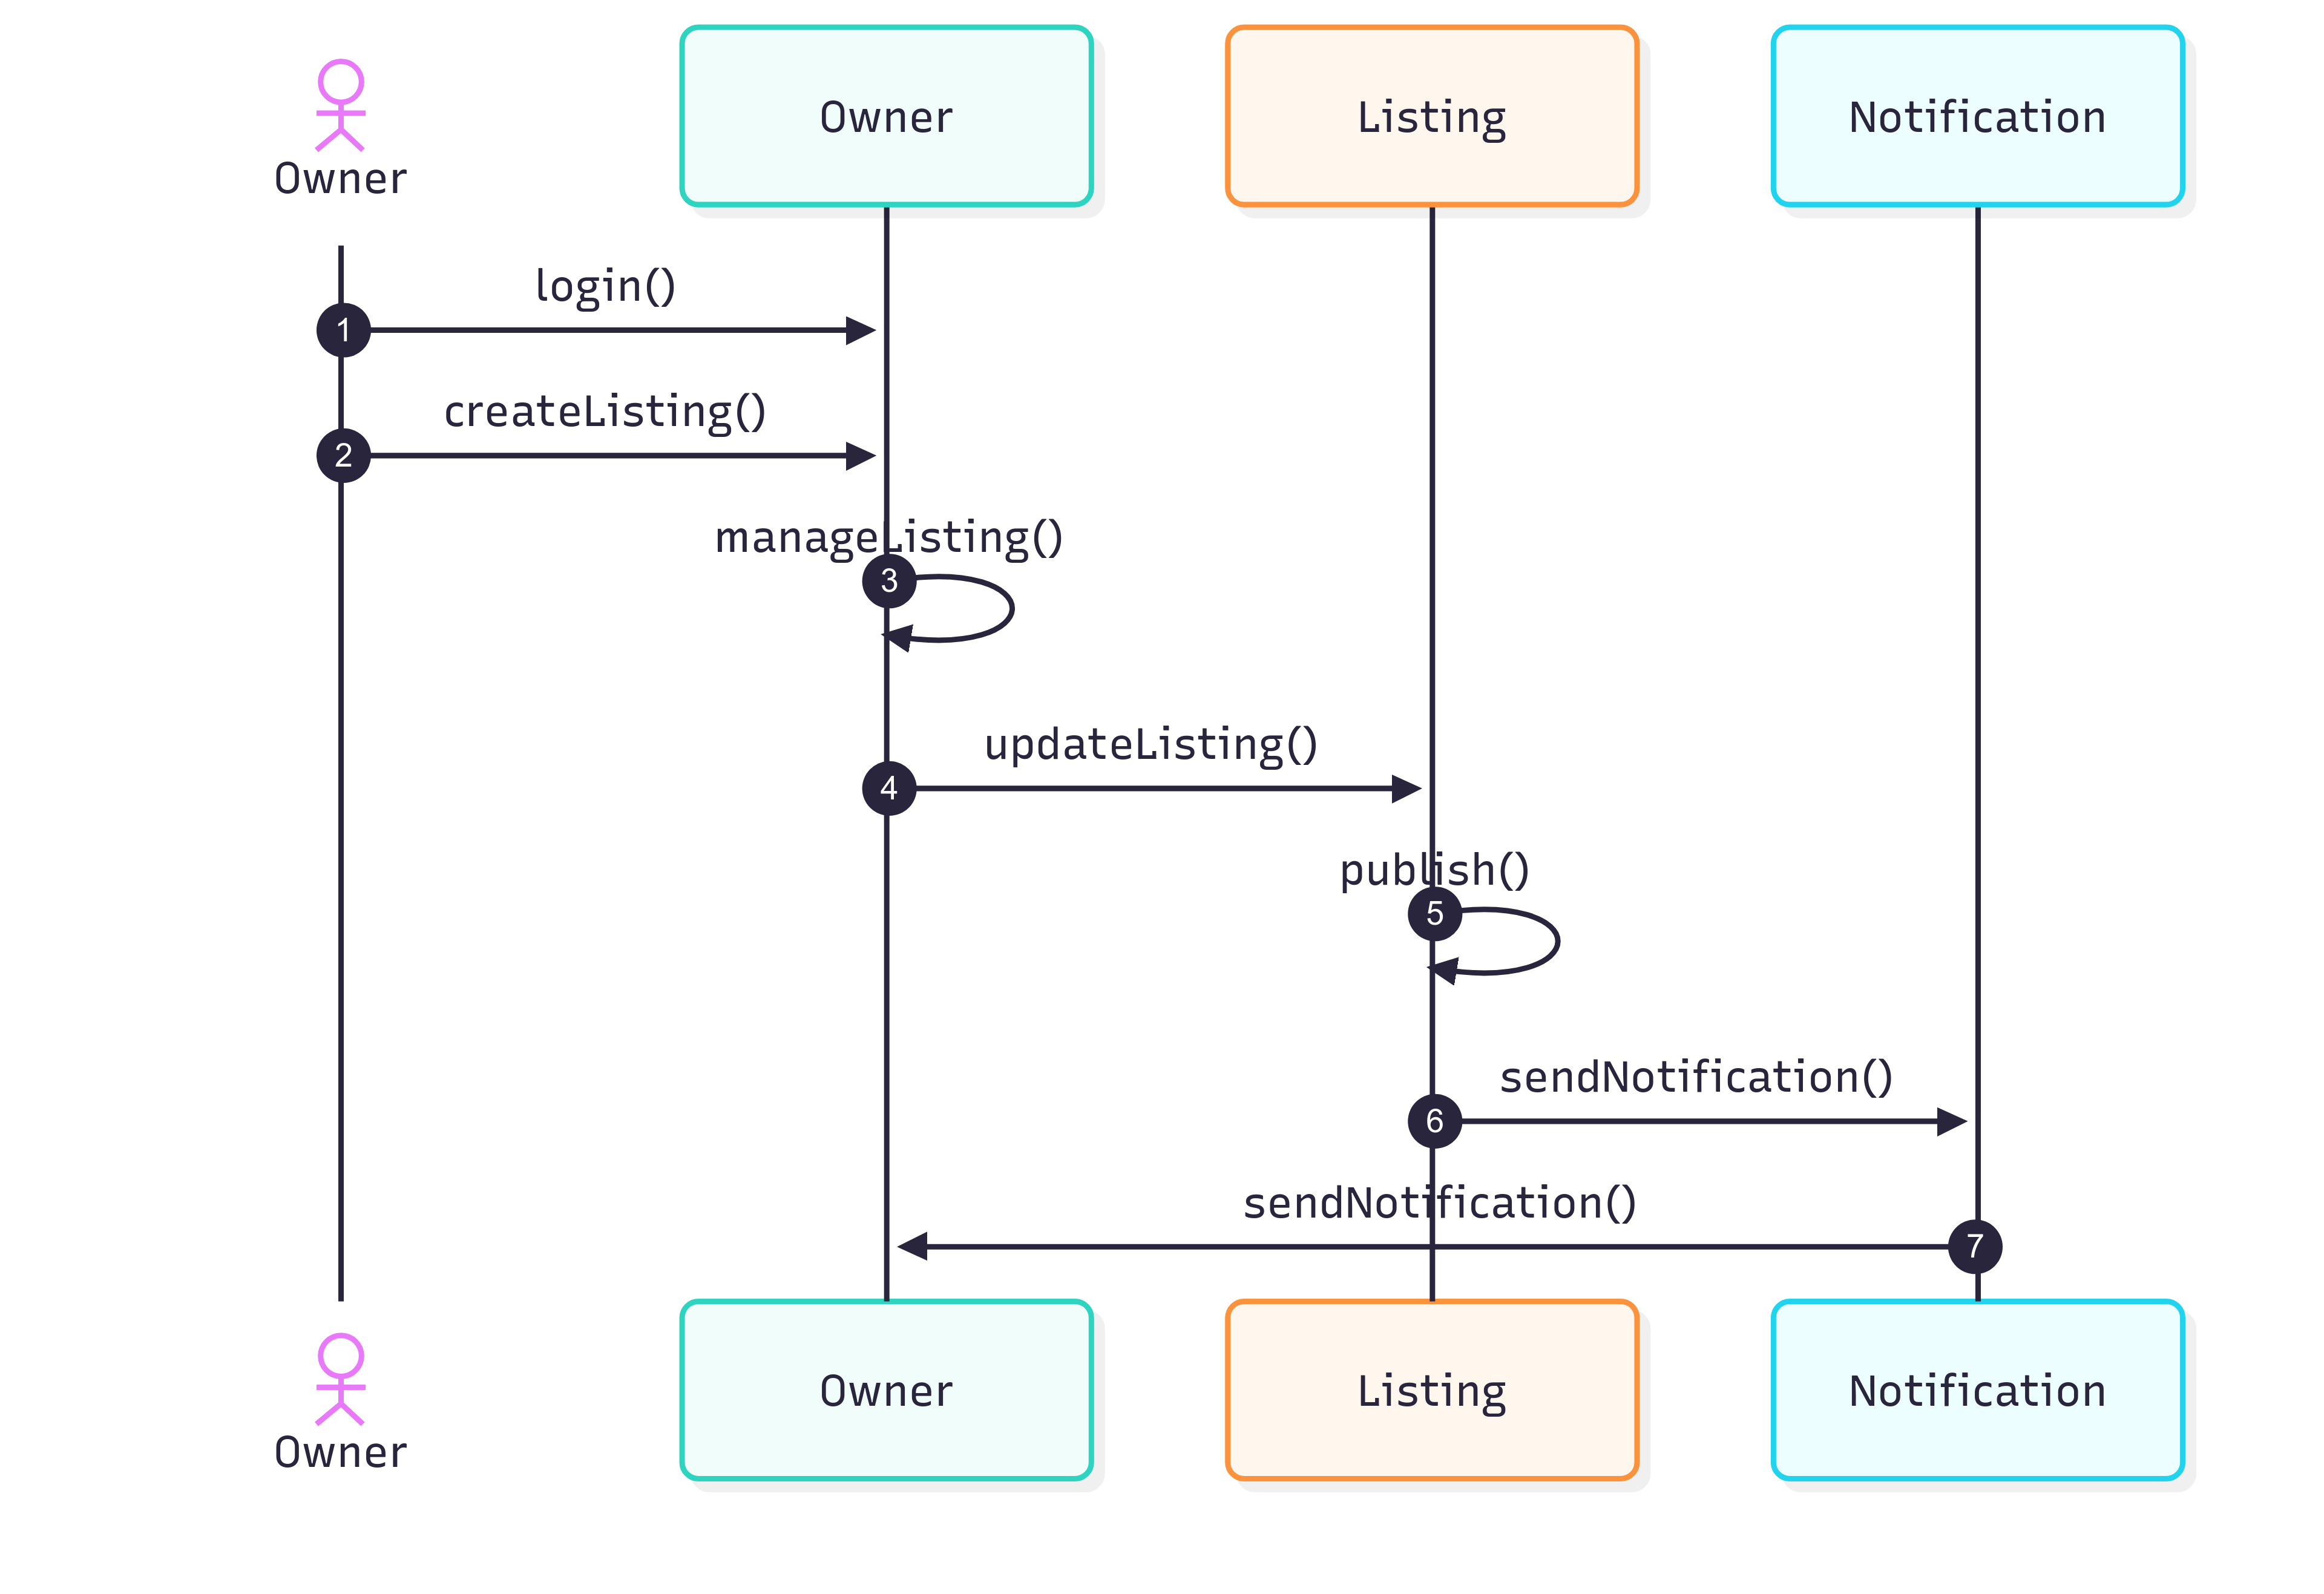 Owner
Owner
Listing
Notification
login()
1
createListing()
2
manageListing()
3
updateListing()
4
publish()
5
sendNotification()
6
sendNotification()
7
Owner
Owner
Listing
Notification